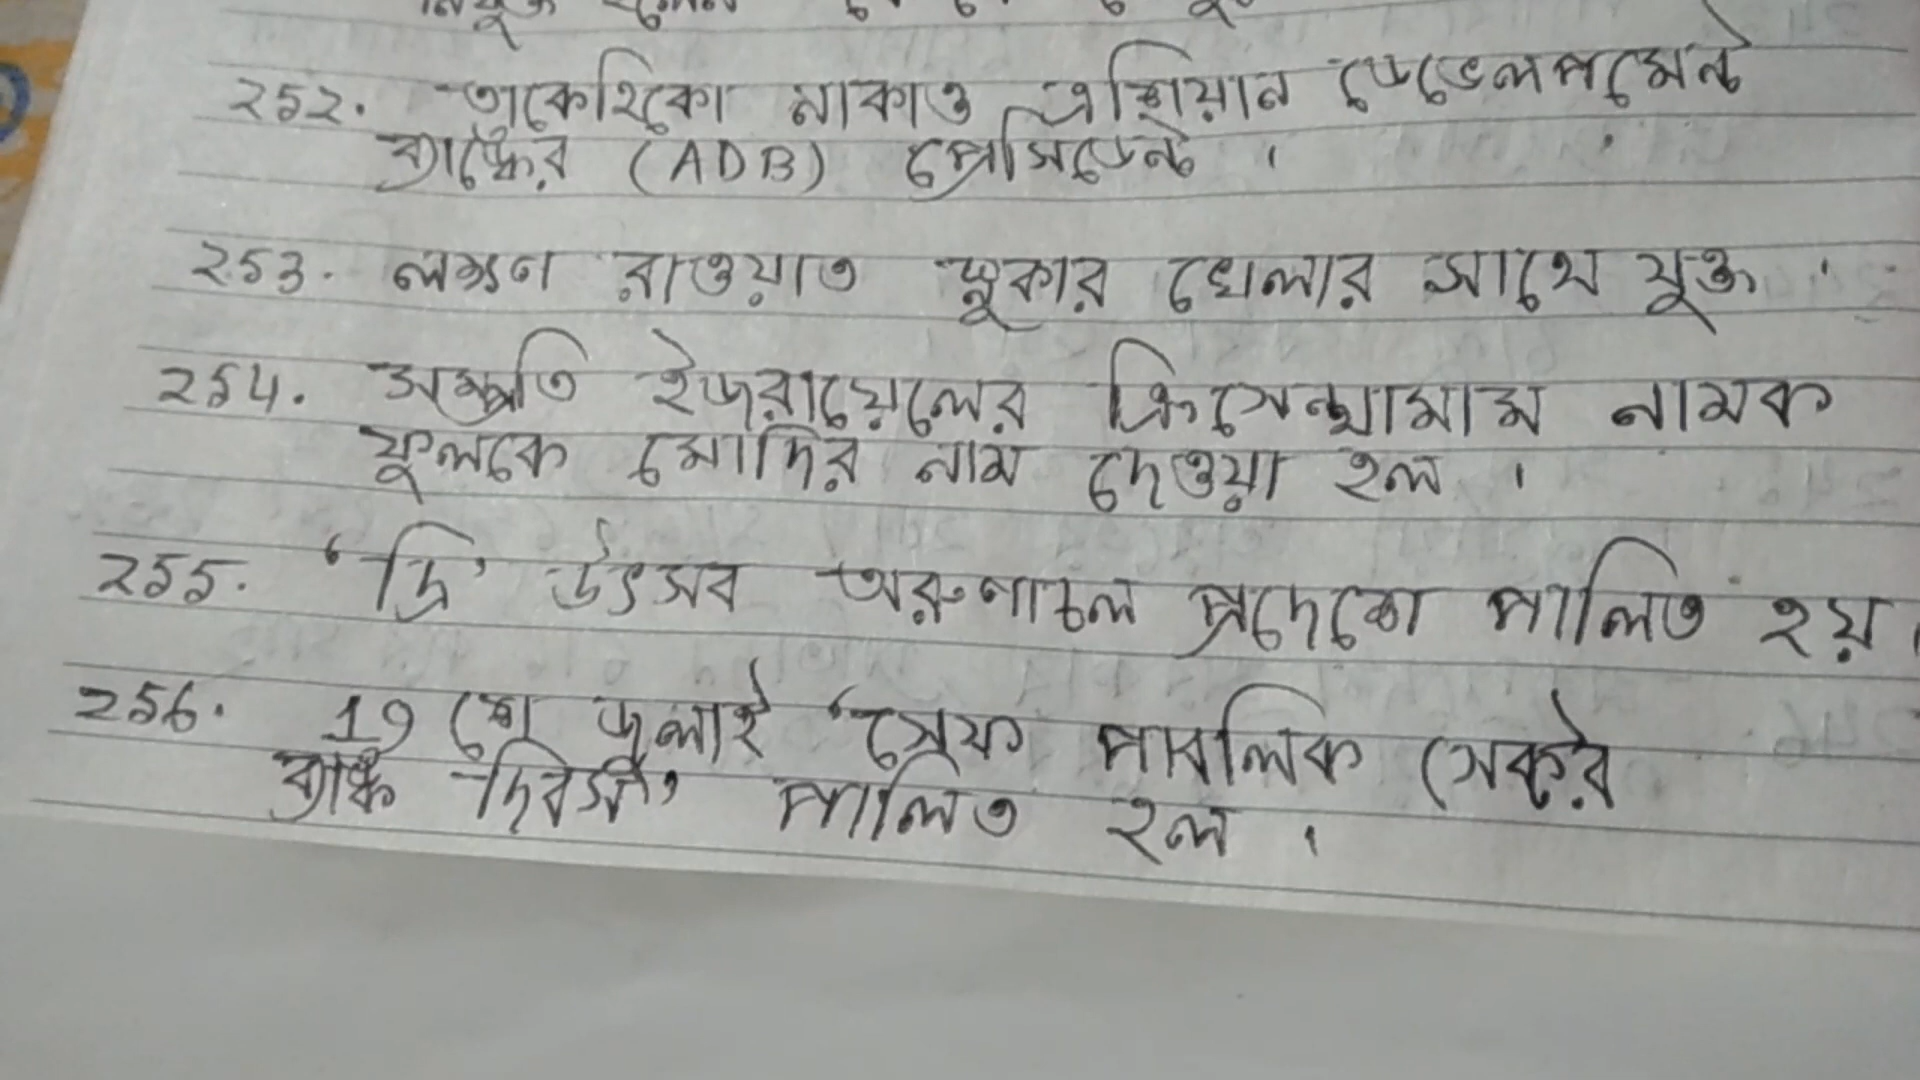 নিযুক্ত হলেন
২৫২. তাকেহিকো নাকাও এশিয়ান ডেভেলপমেন্ট
ব্যাঙ্কের (ADB) প্রেসিডেন্ট ।
২৫৩. লক্ষণ রাওয়াত স্নুকার খেলার সাথে যুক্ত ।
২৫৪. সম্প্রতি ইজরায়েলের ক্রিসেন্থামাম নামক
ফুলকে মোদির নাম দেওয়া হল ।
২৫৫. ‘দ্রি’ উৎসব অরুণাচল প্রদেশে পালিত হয় ।
২৫৬. 19 শে জুলাই ‘সেফ পাবলিক সেক্টর
ব্যাঙ্ক দিবস’ পালিত হল ।